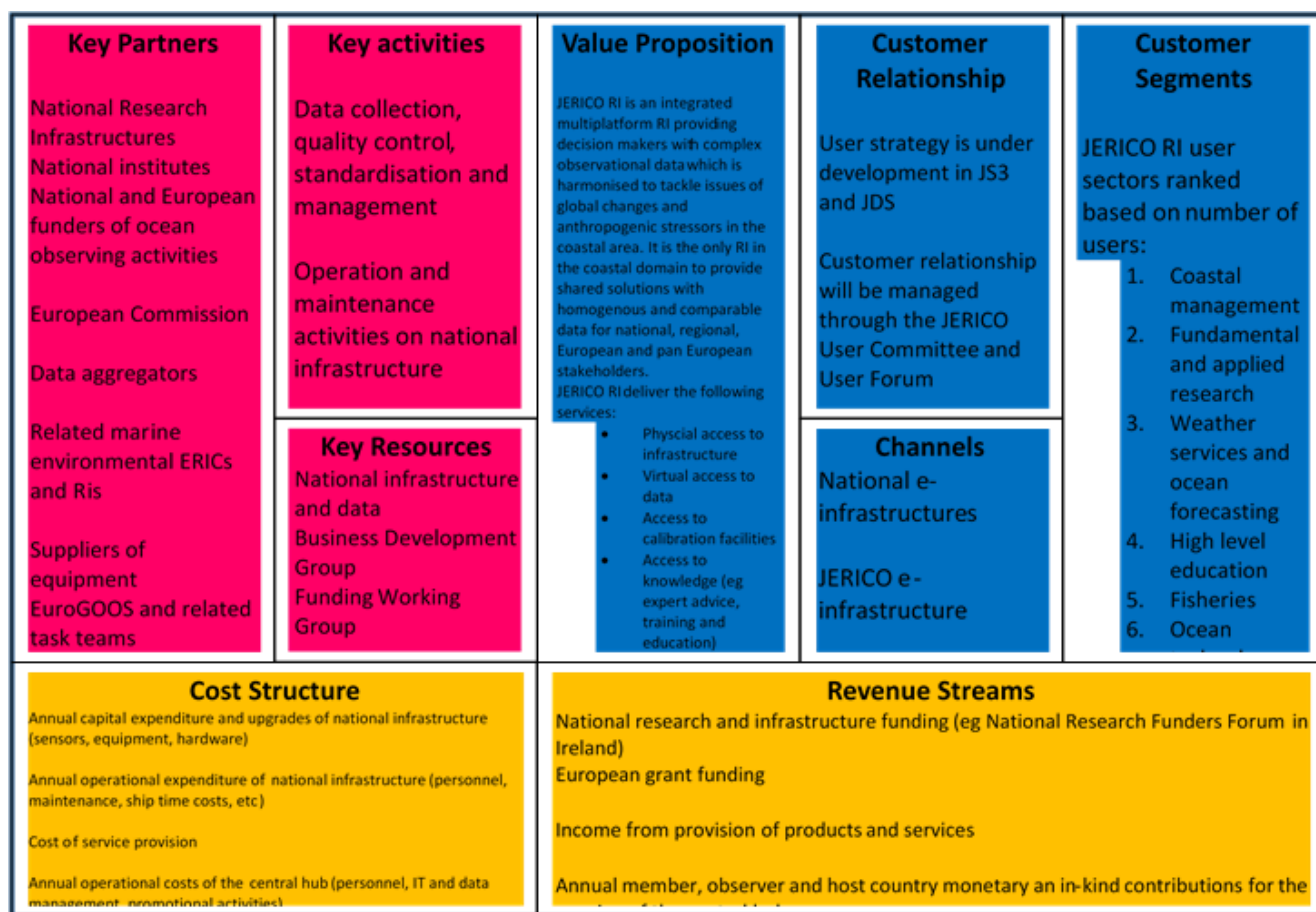 Key Partners
National Research
Infrastructures
National institutes
National and European
funders of ocean
observing activities
European Commission
Data aggregators
Related marine
environmental ERICs
and Ris
Suppliers of
equipment
EuroGOOS and related
task teams
Key activities
Data collection,
quality control,
standardisation and
management
Operation and
maintenance
activities on national
infrastructure
Key Resources
National infrastructure
and data
Business Development
Group
Funding Working
Group
Value Proposition
JERICO RI is an integrated
multiplatform RI providing
decision makers with complex
observational data which is
harmonised to tackle issues of
global changes and
anthropogenic stressors in the
coastal area. It is the only RI in
the coastal domain to provide
shared solutions with
homogenous and comparable
data for national, regional,
European and pan European
stakeholders.
JERICO RI deliver the following
services:
• Physcial access to
infrastructure
• Virtual access to
data
• Access to
calibration facilities
• Access to
knowledge (eg
expert advice,
training and
education)
Customer
Relationship
User strategy is under
development in JS3
and JDS
Customer relationship
will be managed
through the JERICO
User Committee and
User Forum
Channels
National e-
infrastructures
JERICO e-
infrastructure
Customer
Segments
JERICO RI user
sectors ranked
based on number of
users:
1. Coastal
management
2. Fundamental
and applied
research
3. Weather
services and
ocean
forecasting
4. High level
education
5. Fisheries
6. Ocean
Cost Structure
Annual capital expenditure and upgrades of national infrastructure
(sensors, equipment, hardware)
Annual operational expenditure of national infrastructure (personnel,
maintenance, ship time costs, etc)
Cost of service provision
Annual operational costs of the central hub (personnel, IT and data
management, promotional activities)
Revenue Streams
National research and infrastructure funding (eg National Research Funders Forum in
Ireland)
European grant funding
Income from provision of products and services
Annual member, observer and host country monetary an in-kind contributions for the